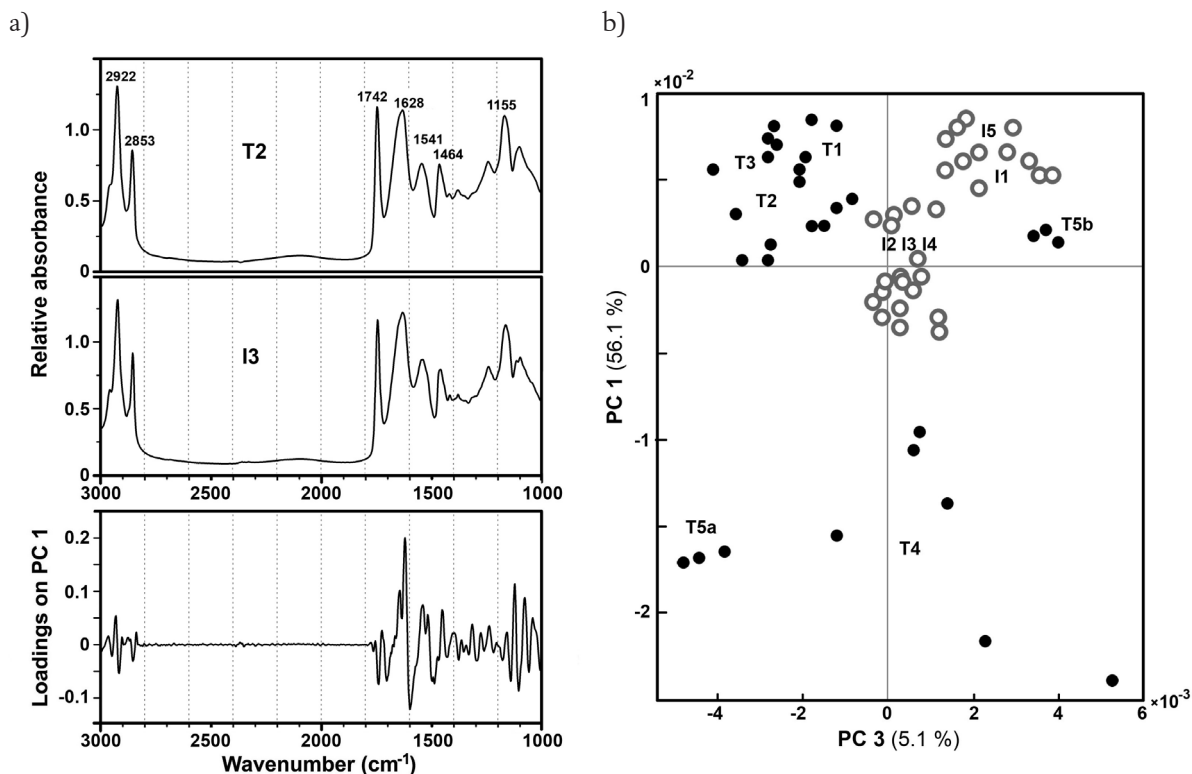 a)
b)
2922
2853
1742
1628
1541
1464
1155
T2
1.0
0.5
0
I3
1.0
0.5
0
Relative absorbance
3000 2500 2000 1500 1000
0.2
0.1
0
-0.1
Loadings on PC 1
3000 2500 2000 1500 1000
Wavenumber (cm⁻¹)
×10⁻²
1
0
-1
-2
PC 1 (56.1 %)
I5
T1
T3
I1
T2
T5b
I2 I3 I4
T5a
T4
-4 -2 0 2 4 6
×10⁻³
PC 3 (5.1 %)